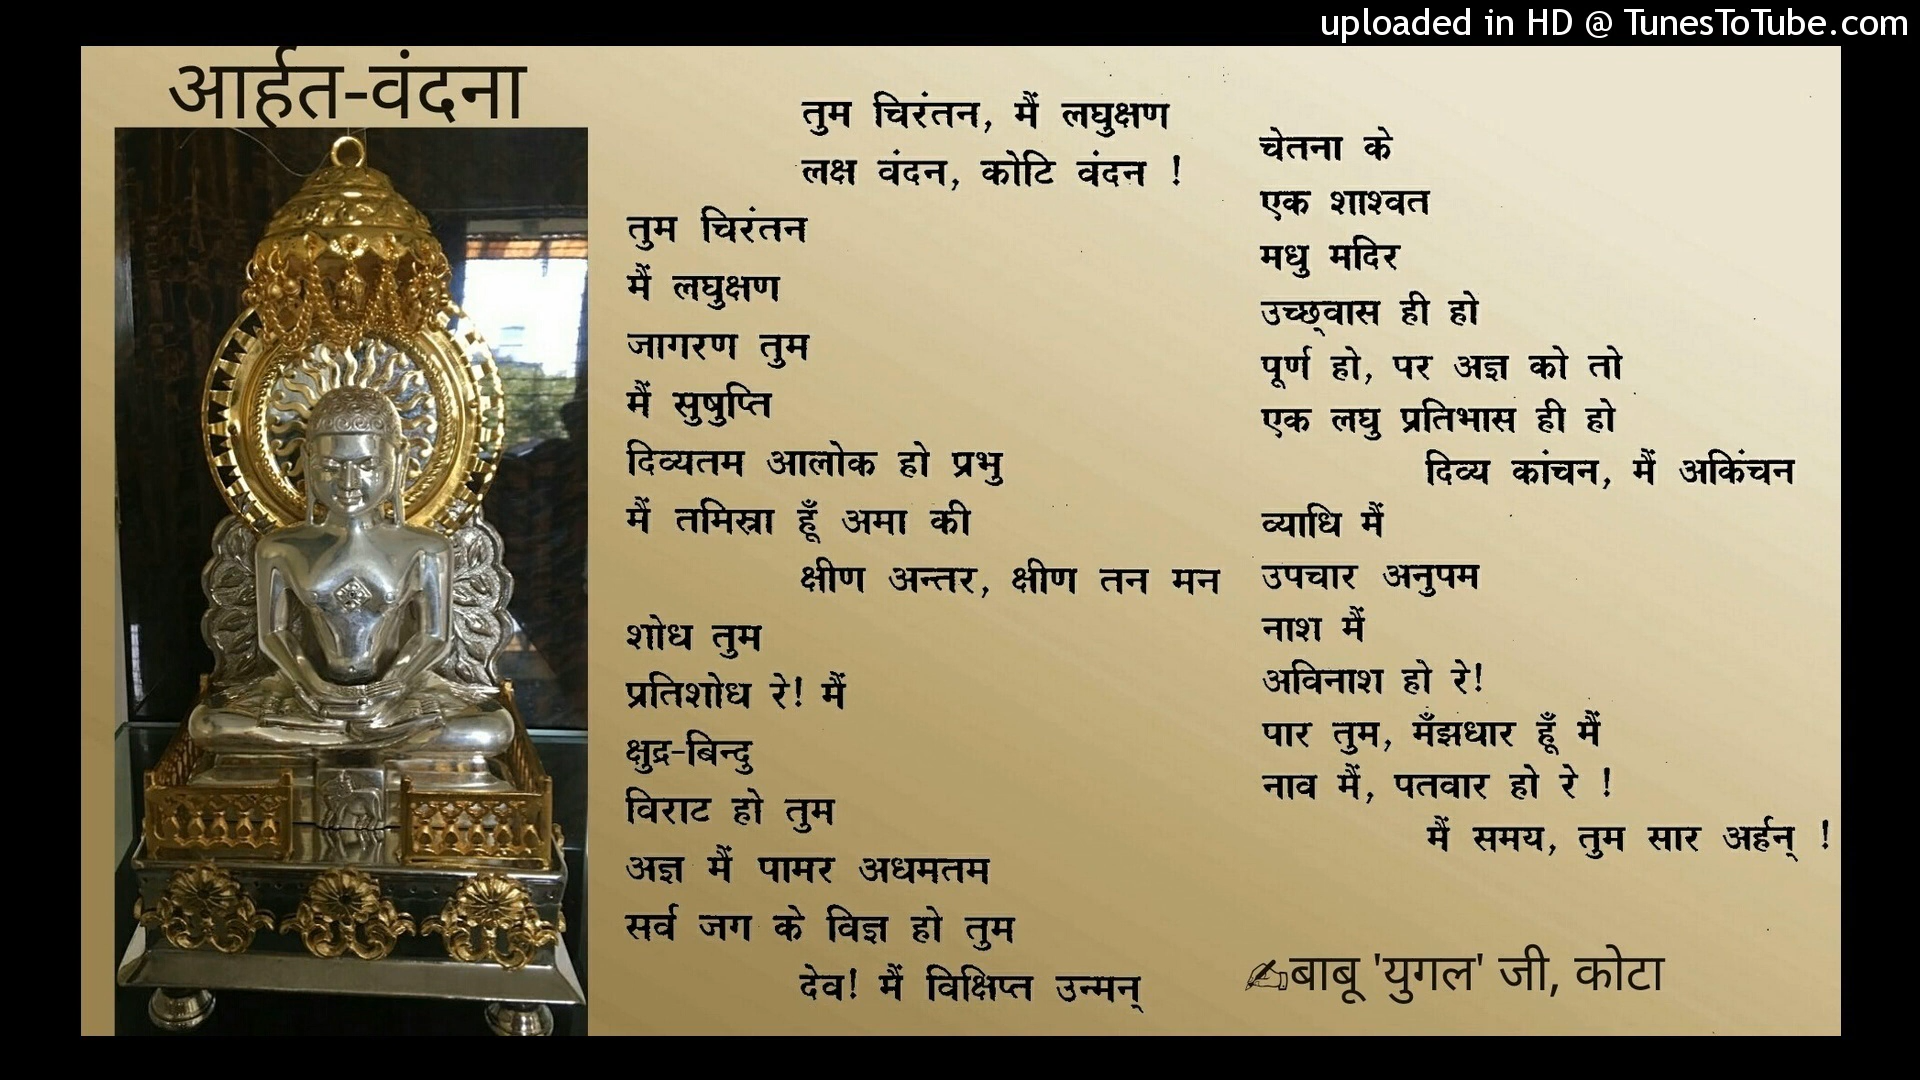 uploaded in HD @ TunesToTube.com
आर्हत-वंदना
तुम चिरंतन, मैं लघुक्षण
लक्ष वंदन, कोटि वंदन !
तुम चिरंतन
मैं लघुक्षण
जागरण तुम
मैं सुषुप्ति
दिव्यतम आलोक हो प्रभु
मैं तमिस्रा हूँ अमा की
क्षीण अन्तर, क्षीण तन मन
शोध तुम
प्रतिशोध रे! मैं
क्षुद्र-बिन्दु
विराट हो तुम
अज्ञ मैं पामर अधमतम
सर्व जग के विज्ञ हो तुम
देव! मैं विक्षिप्त उन्मन्
चेतना के
एक शाश्वत
मधु मदिर
उच्छ्वास ही हो
पूर्ण हो, पर अज्ञ को तो
एक लघु प्रतिभास ही हो
दिव्य कांचन, मैं अकिंचन
व्याधि मैं
उपचार अनुपम
नाश मैं
अविनाश हो रे!
पार तुम, मँझधार हूँ मैं
नाव मैं, पतवार हो रे !
मैं समय, तुम सार अर्हन् !
✍बाबू 'युगल' जी, कोटा